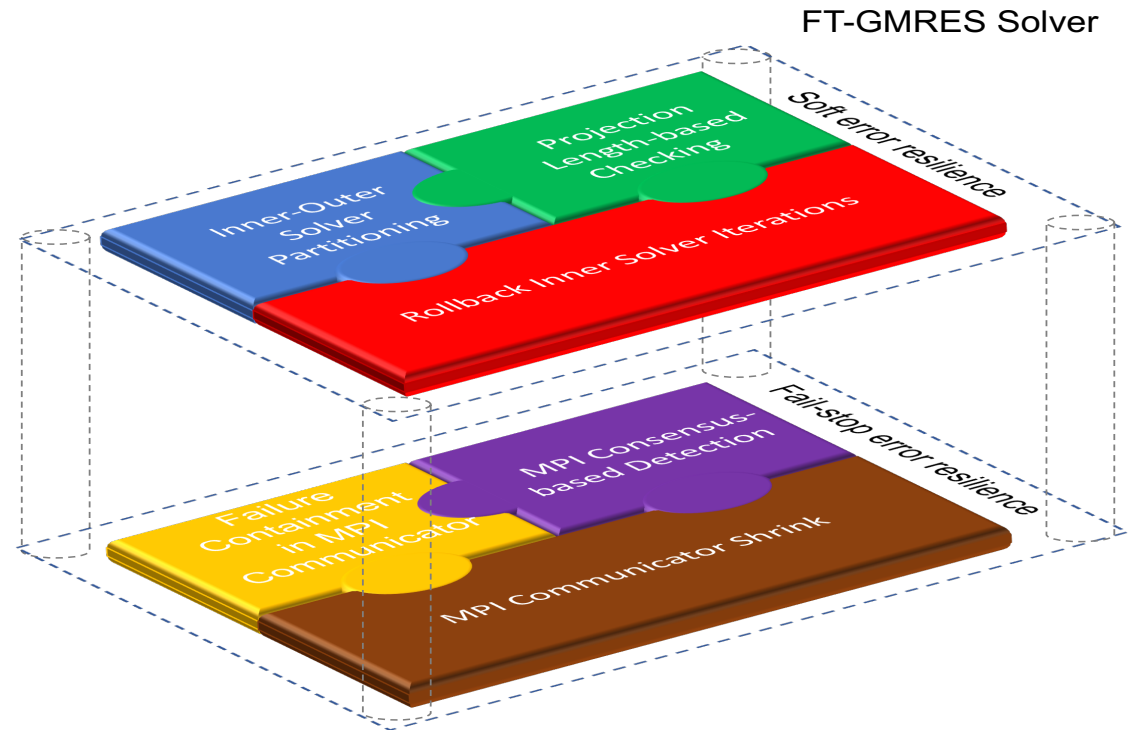 FT-GMRES Solver
Soft error resilience
Projection
Length-based
Checking
Inner-Outer
Solver
Partitioning
Rollback Inner Solver Iterations
Fail-stop error resilience
MPI Consensus-
based Detection
Failure
Containment
in MPI
Communicator
MPI Communicator Shrink